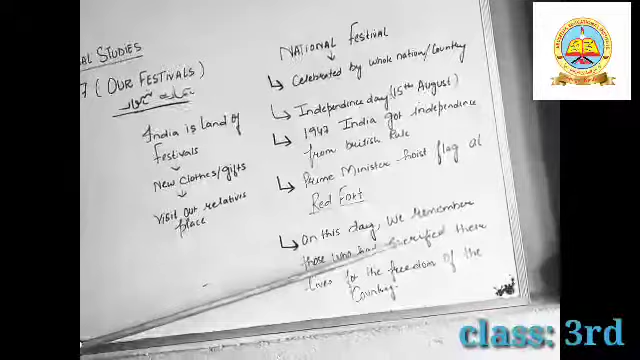 AL STUDIES
7 (OUR FESTIVALS)
India is land of
Festivals
New clothes/gifts
Visit our relatives
place
NATIONAL Festival
Celebrated by whole nation/Country
Independence day (15th August)
1947 India got independence
from british Rule
Prime Minister hoist flag at
Red Fort
On this day, we remember
those who had sacrified their
lives for the freedom of the
Country.
class: 3rd